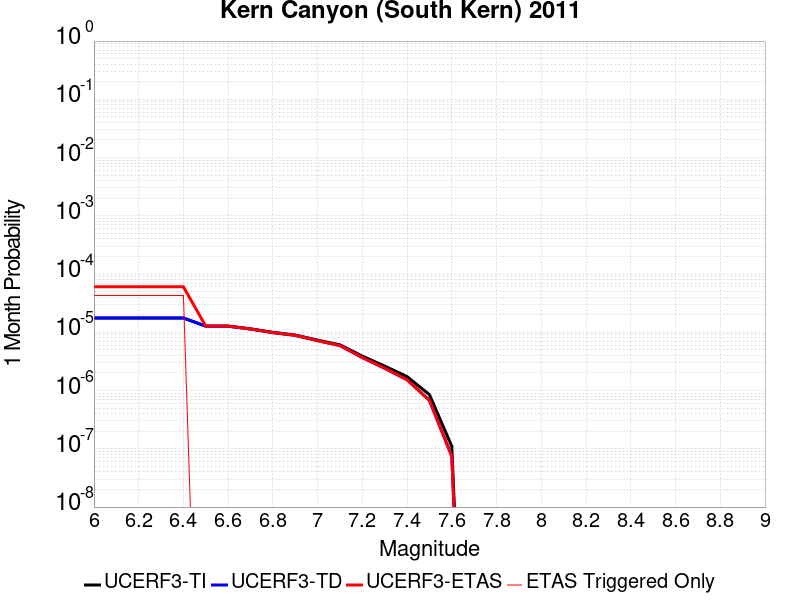 Kern Canyon (South Kern) 2011
1 Month Probability
10^0
10^-1
10^-2
10^-3
10^-4
10^-5
10^-6
10^-7
10^-8
6 6.2 6.4 6.6 6.8 7 7.2 7.4 7.6 7.8 8 8.2 8.4 8.6 8.8 9
Magnitude
UCERF3-TI UCERF3-TD UCERF3-ETAS ETAS Triggered Only